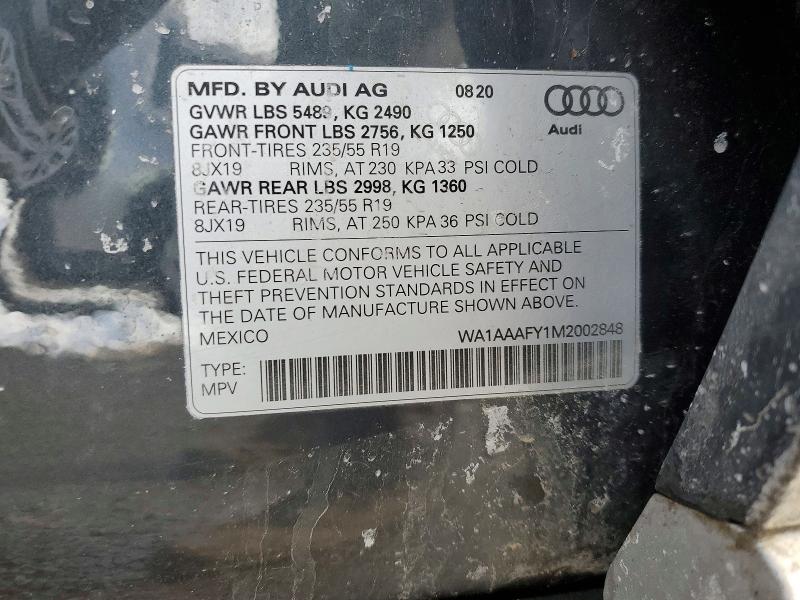 MFD. BY AUDI AG 08 20
GVWR LBS 5489, KG 2490
GAWR FRONT LBS 2756, KG 1250
Audi
FRONT-TIRES 235/55 R19
8JX19 RIMS, AT 230 KPA 33 PSI COLD
GAWR REAR LBS 2998, KG 1360
REAR-TIRES 235/55 R19
8JX19 RIMS, AT 250 KPA 36 PSI COLD
THIS VEHICLE CONFORMS TO ALL APPLICABLE
U.S. FEDERAL MOTOR VEHICLE SAFETY AND
THEFT PREVENTION STANDARDS IN EFFECT ON
THE DATE OF MANUFACTURE SHOWN ABOVE.
MEXICO WA1AAAFY1M2002848
TYPE:
MPV